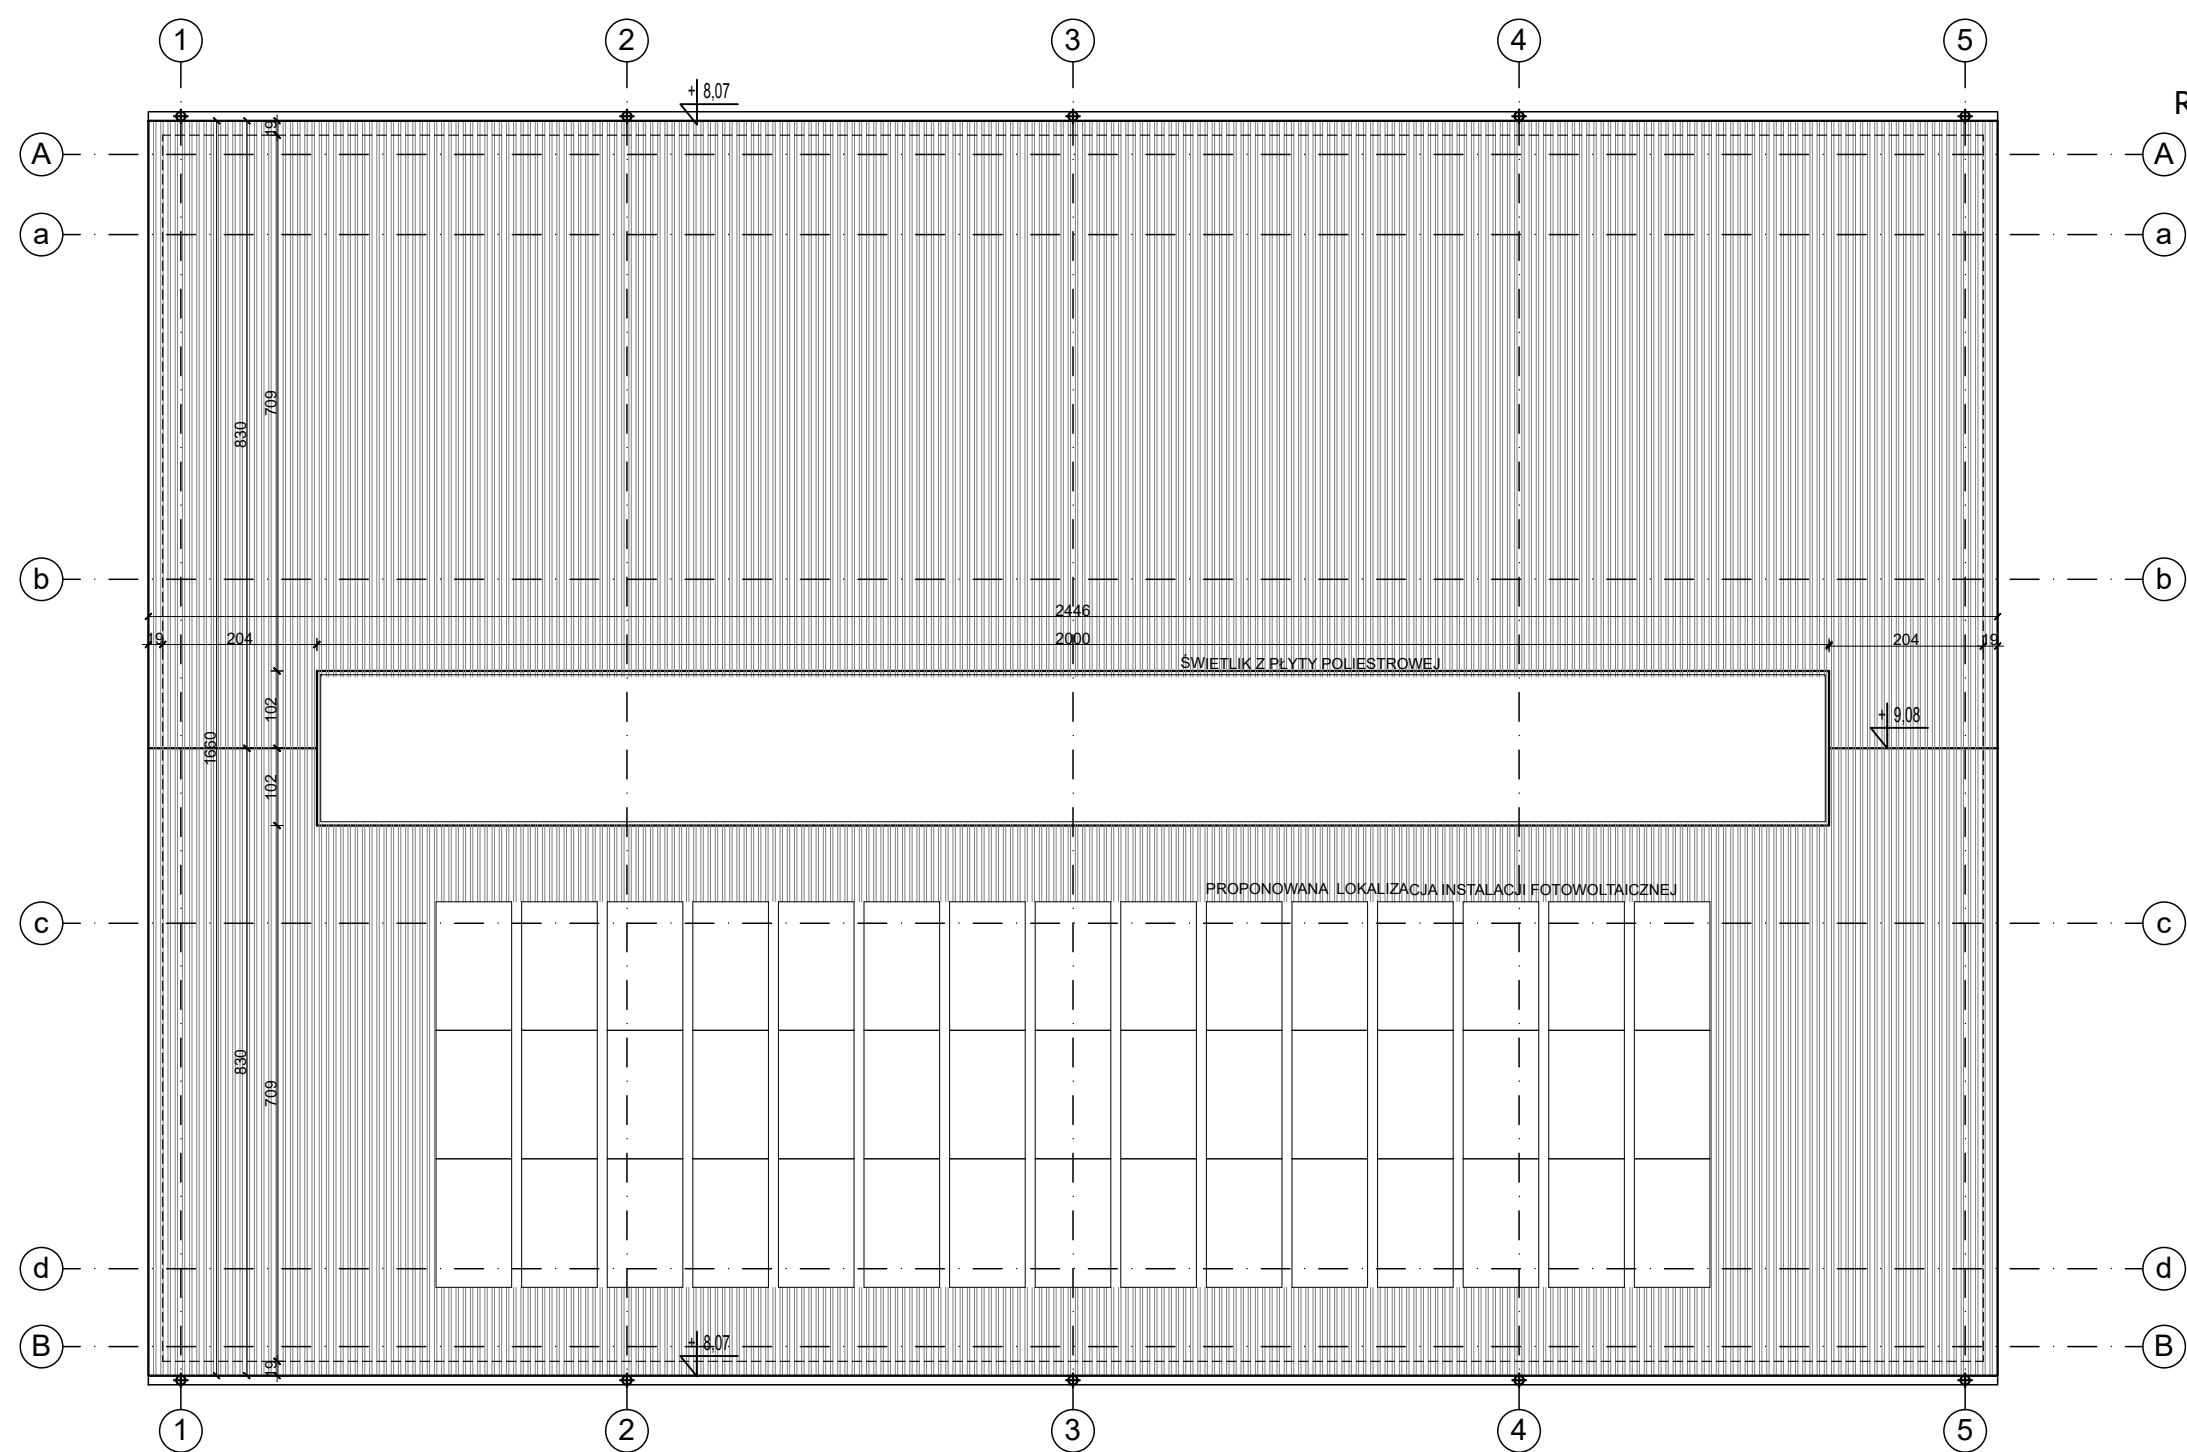 1 2 3 4 5
+ 8,07
R
19
A A
a a
709
830
b b
2446
19 204 2000 204 19
ŚWIETLIK Z PŁYTY POLIESTROWEJ
102
+ 9,08
1660
102
PROPONOWANA LOKALIZACJA INSTALACJI FOTOWOLTAICZNEJ
c c
830
709
d d
+ 8,07
B B
19
1 2 3 4 5